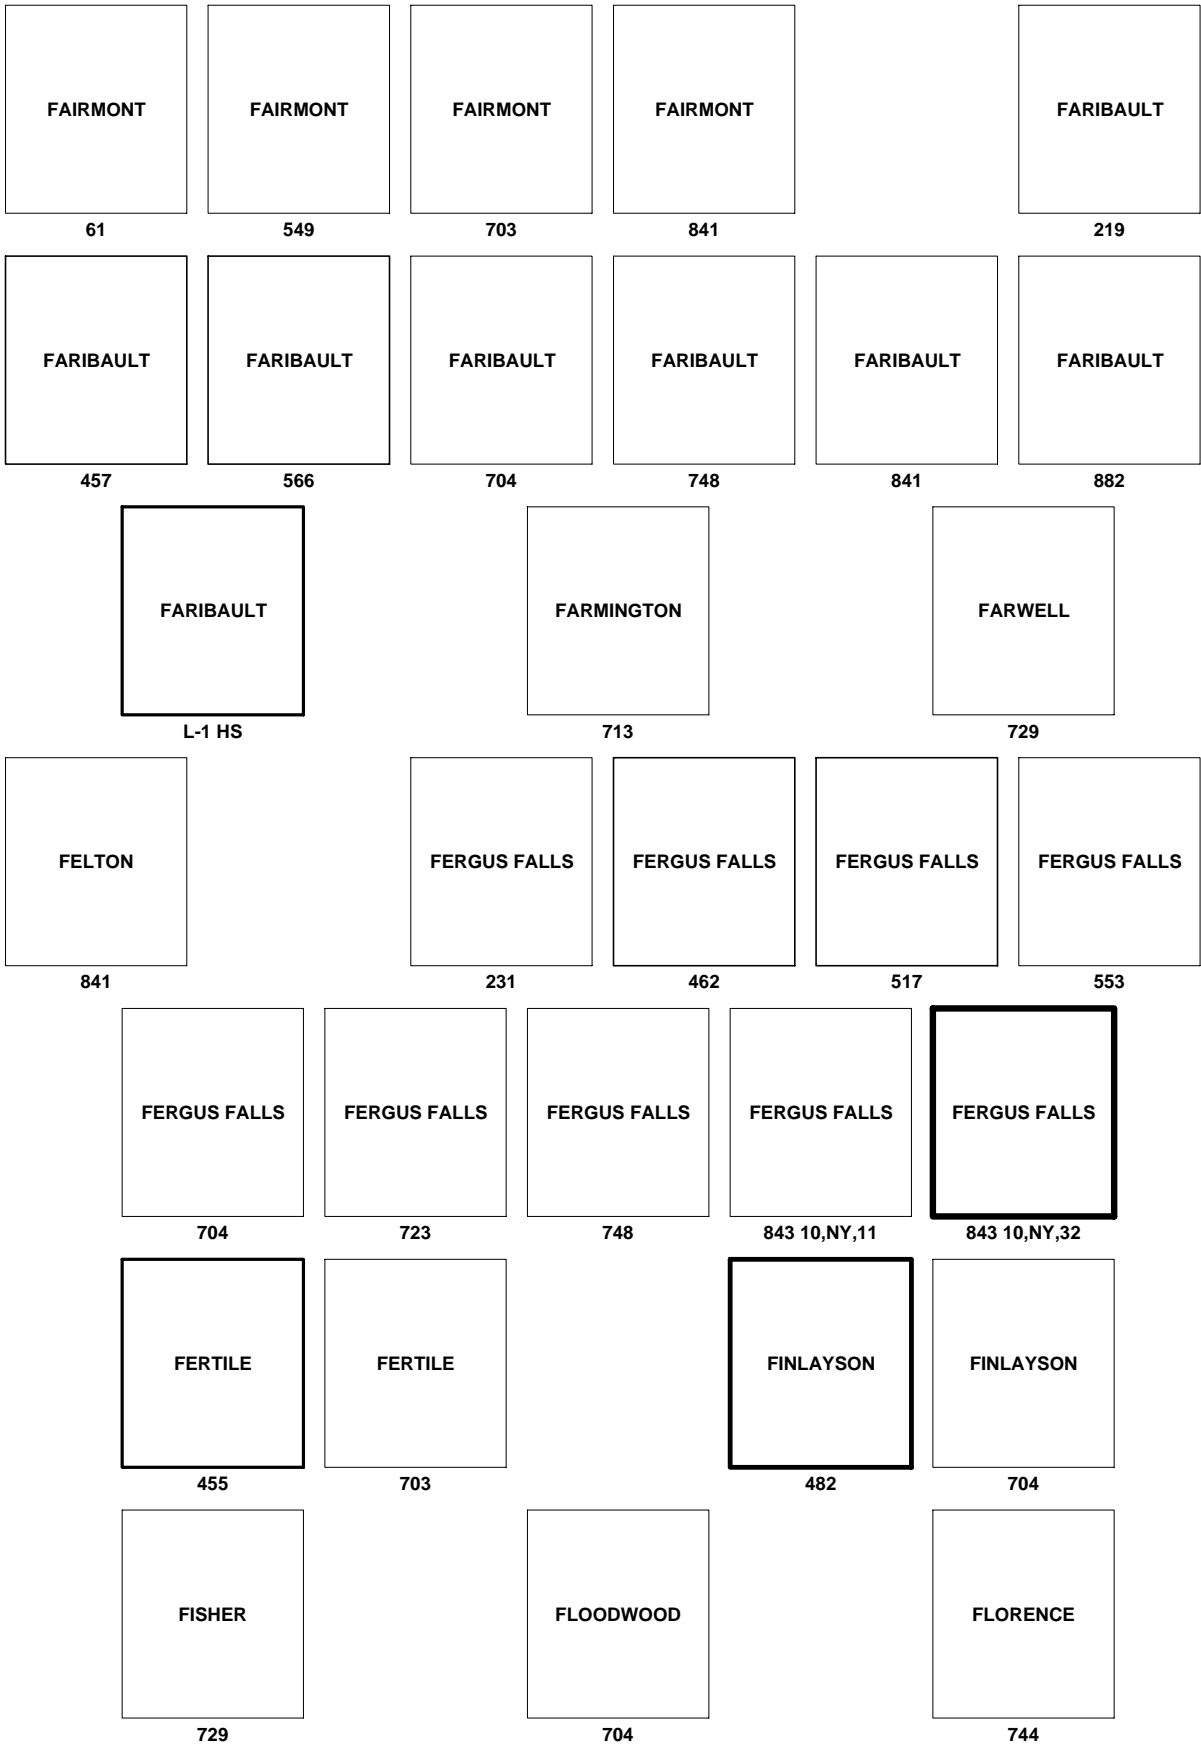 FAIRMONT FAIRMONT FAIRMONT FAIRMONT FARIBAULT
61 549 703 841 219
FARIBAULT FARIBAULT FARIBAULT FARIBAULT FARIBAULT FARIBAULT
457 566 704 748 841 882
FARIBAULT FARMINGTON FARWELL
L-1 HS 713 729
FELTON FERGUS FALLS FERGUS FALLS FERGUS FALLS FERGUS FALLS
841 231 462 517 553
FERGUS FALLS FERGUS FALLS FERGUS FALLS FERGUS FALLS FERGUS FALLS
704 723 748 843 10,NY,11 843 10,NY,32
FERTILE FERTILE FINLAYSON FINLAYSON
455 703 482 704
FISHER FLOODWOOD FLORENCE
729 704 744